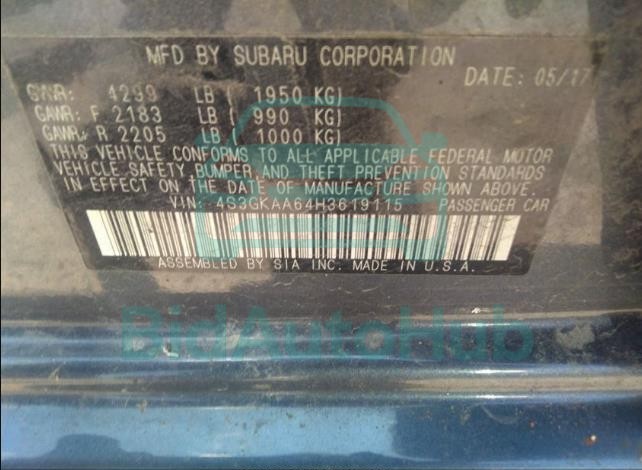 MFD BY SUBARU CORPORATION
DATE: 05/17
GVWR: 4299 LB ( 1950 KG)
GAWR: F 2183 LB ( 990 KG)
GAWR: R 2205 LB ( 1000 KG)
THIS VEHICLE CONFORMS TO ALL APPLICABLE FEDERAL MOTOR
VEHICLE SAFETY, BUMPER AND THEFT PREVENTION STANDARDS
IN EFFECT ON THE DATE OF MANUFACTURE SHOWN ABOVE.
VIN: 4S3GKAA64H3619115 PASSENGER CAR
ASSEMBLED BY SIA INC. MADE IN U.S.A.
BidAutoHub